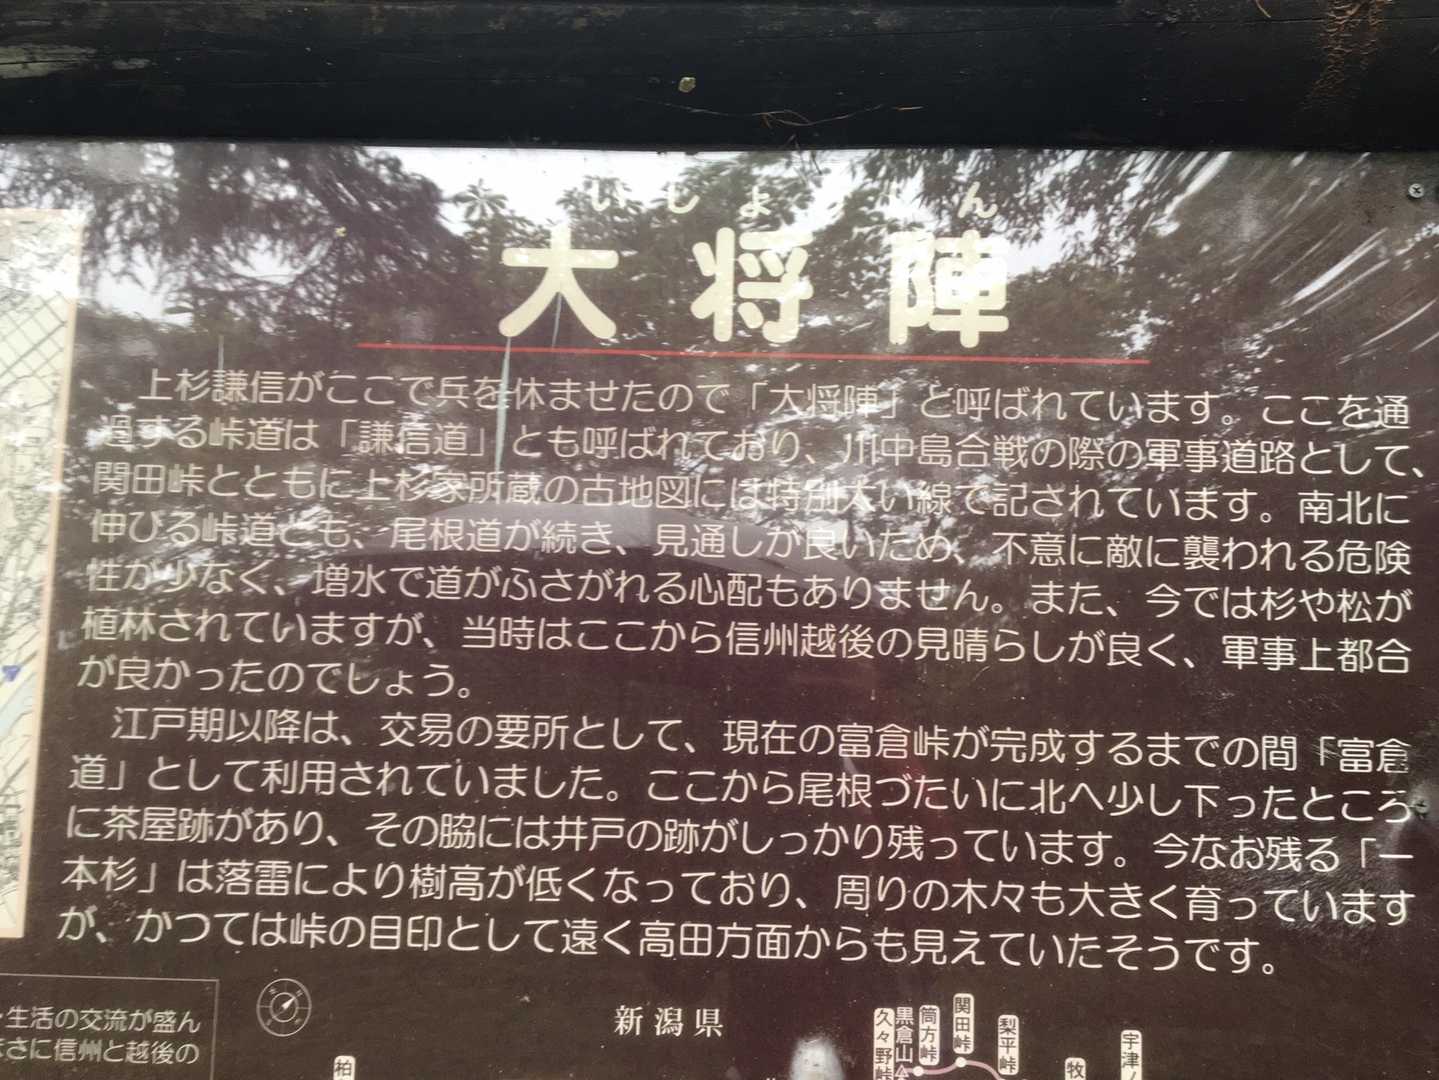 大将陣
上杉謙信がここで兵を休ませたので「大将陣」と呼ばれています。ここを通
過する峠道は「謙信道」とも呼ばれており、川中島合戦の際の軍事道路として、
関田峠とともに上杉家所蔵の古地図には特別太い線で記されています。南北に
伸びる峠道とも、尾根道が続き、見通しが良いため、不意に敵に襲われる危険
性が少なく、増水で道がふさがれる心配もありません。また、今では杉や松が
植林されていますが、当時はここから信州越後の見晴らしが良く、軍事上都合
が良かったのでしょう。
江戸期以降は、交易の要所として、現在の富倉峠が完成するまでの間「富倉
道」として利用されていました。ここから尾根づたいに北へ少し下ったところ
に茶屋跡があり、その脇には井戸の跡がしっかり残っています。今なお残る「一
本杉」は落雷により樹高が低くなっており、周りの木々も大きく育っています
が、かつては峠の目印として遠く高田方面からも見えていたそうです。
生活の交流が盛ん
さに信州と越後の
新潟県
久々野峠
黒倉山
筒方峠
関田峠
梨平峠
牧
宇津ノ
柏